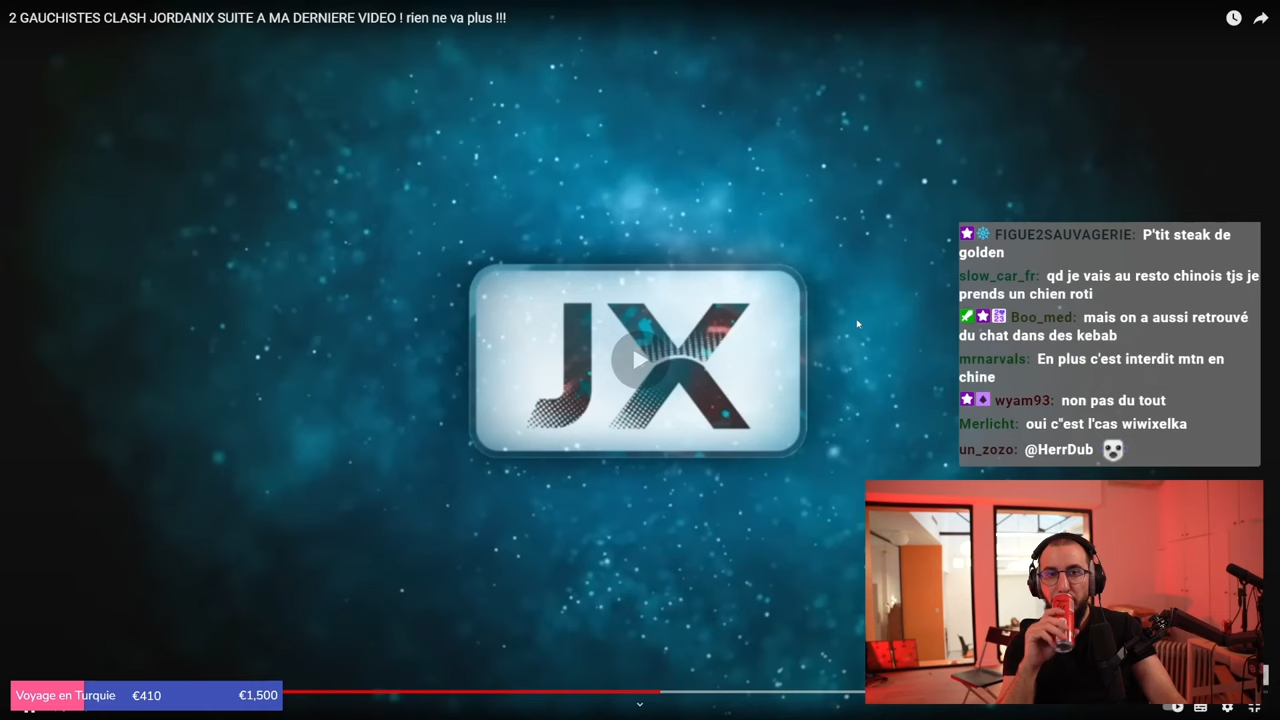 2 GAUCHISTES CLASH JORDANIX SUITE A MA DERNIERE VIDEO ! rien ne va plus !!!
JX
FIGUE2SAUVAGERIE: P'tit steak de
golden
slow_car_fr: qd je vais au resto chinois tjs je
prends un chien roti
Boo_med: mais on a aussi retrouvé
du chat dans des kebab
mrnarvals: En plus c'est interdit mtn en
chine
wyam93: non pas du tout
Merlicht: oui c"est l'cas wiwixelka
un_zozo: @HerrDub
Voyage en Turquie €410 €1,500